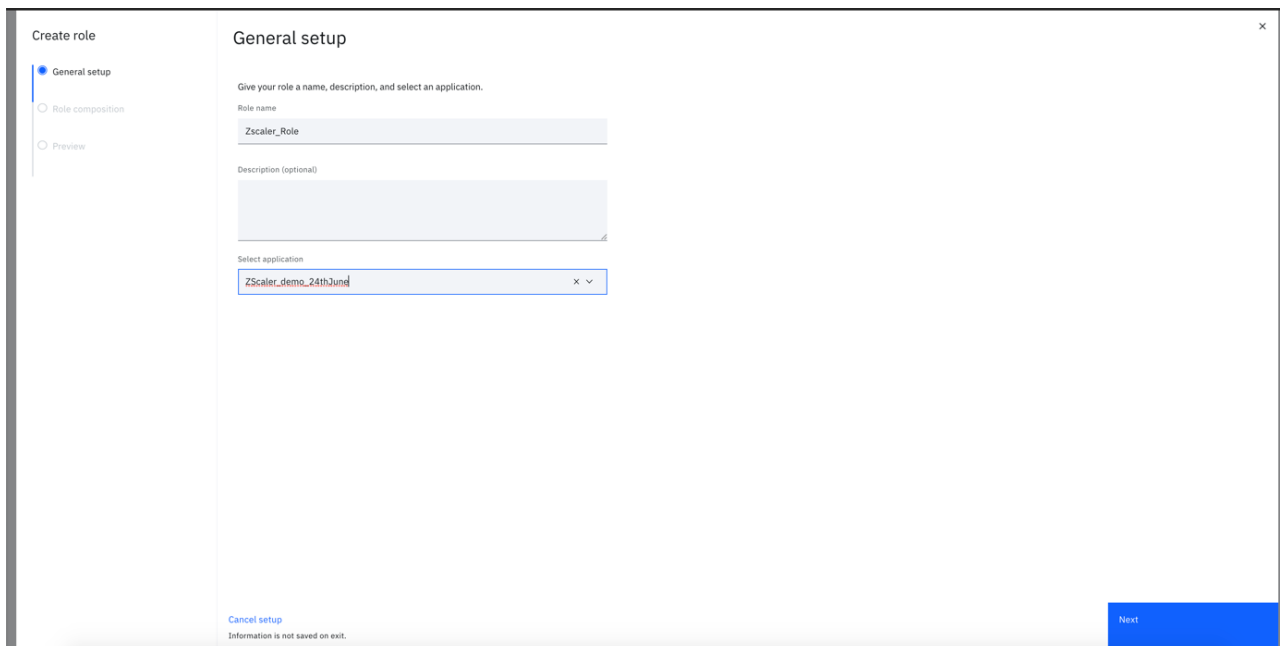 Create role
General setup
Role composition
Preview
General setup
Give your role a name, description, and select an application.
Role name
Zscaler_Role
Description (optional)
Select application
ZScaler_demo_24thJune
Cancel setup
Information is not saved on exit.
Next